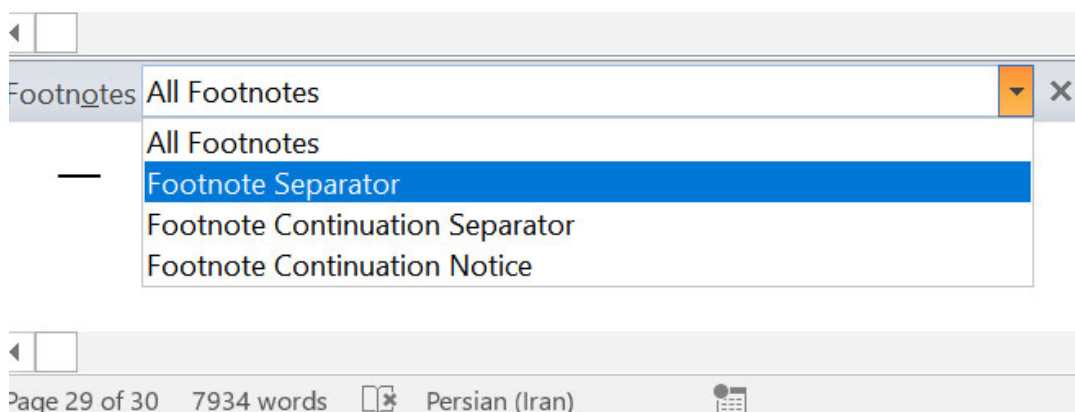 Footnotes All Footnotes
All Footnotes
Footnote Separator
Footnote Continuation Separator
Footnote Continuation Notice
Page 29 of 30 7934 words Persian (Iran)